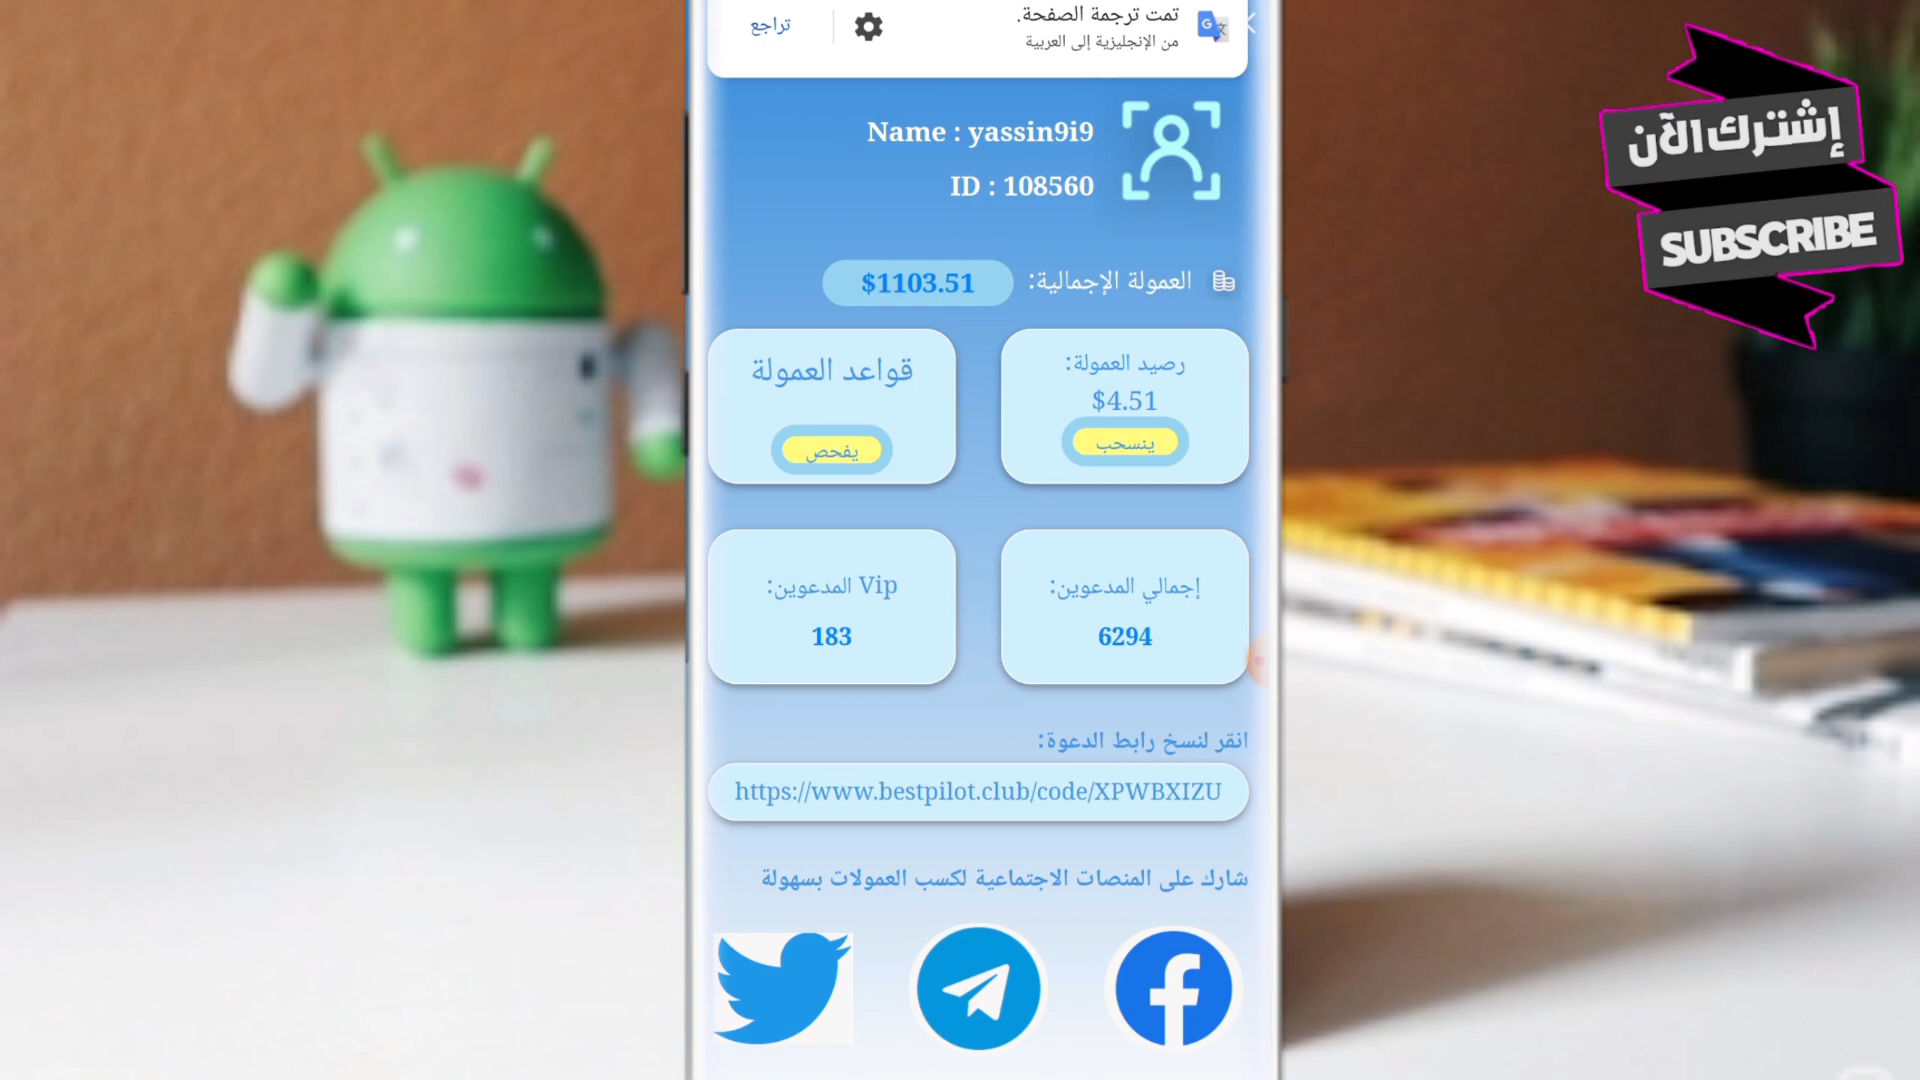 تمت ترجمة الصفحة.
من الإنجليزية إلى العربية
تراجع
Name : yassin9i9
ID : 108560
العمولة الإجمالية:
$1103.51
رصيد العمولة:
$4.51
ينسحب
قواعد العمولة
يفحص
إجمالي المدعوين:
6294
Vip المدعوين:
183
انقر لنسخ رابط الدعوة:
https://www.bestpilot.club/code/XPWBXIZU
شارك على المنصات الاجتماعية لكسب العمولات بسهولة
إشترك الآن
SUBSCRIBE